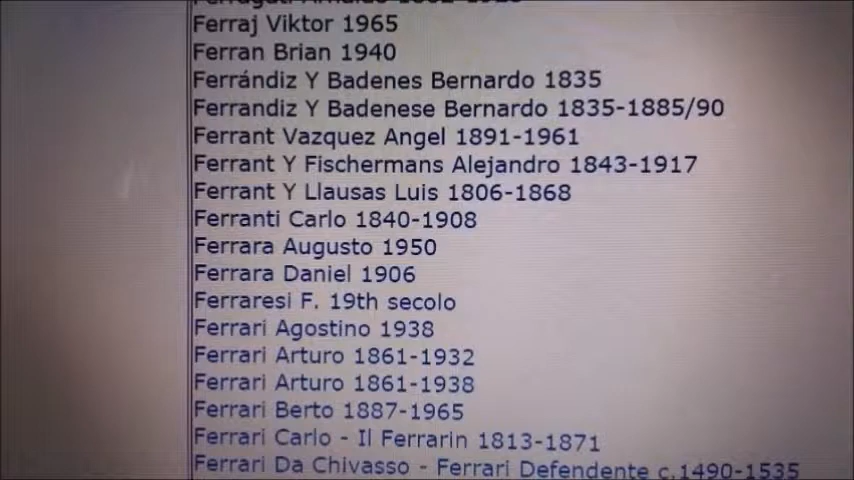 Ferraj Viktor 1965
Ferran Brian 1940
Ferrándiz Y Badenes Bernardo 1835
Ferrandiz Y Badenese Bernardo 1835-1885/90
Ferrant Vazquez Angel 1891-1961
Ferrant Y Fischermans Alejandro 1843-1917
Ferrant Y Llausas Luis 1806-1868
Ferranti Carlo 1840-1908
Ferrara Augusto 1950
Ferrara Daniel 1906
Ferraresi F. 19th secolo
Ferrari Agostino 1938
Ferrari Arturo 1861-1932
Ferrari Arturo 1861-1938
Ferrari Berto 1887-1965
Ferrari Carlo - Il Ferrarin 1813-1871
Ferrari Da Chivasso - Ferrari Defendente c.1490-1535